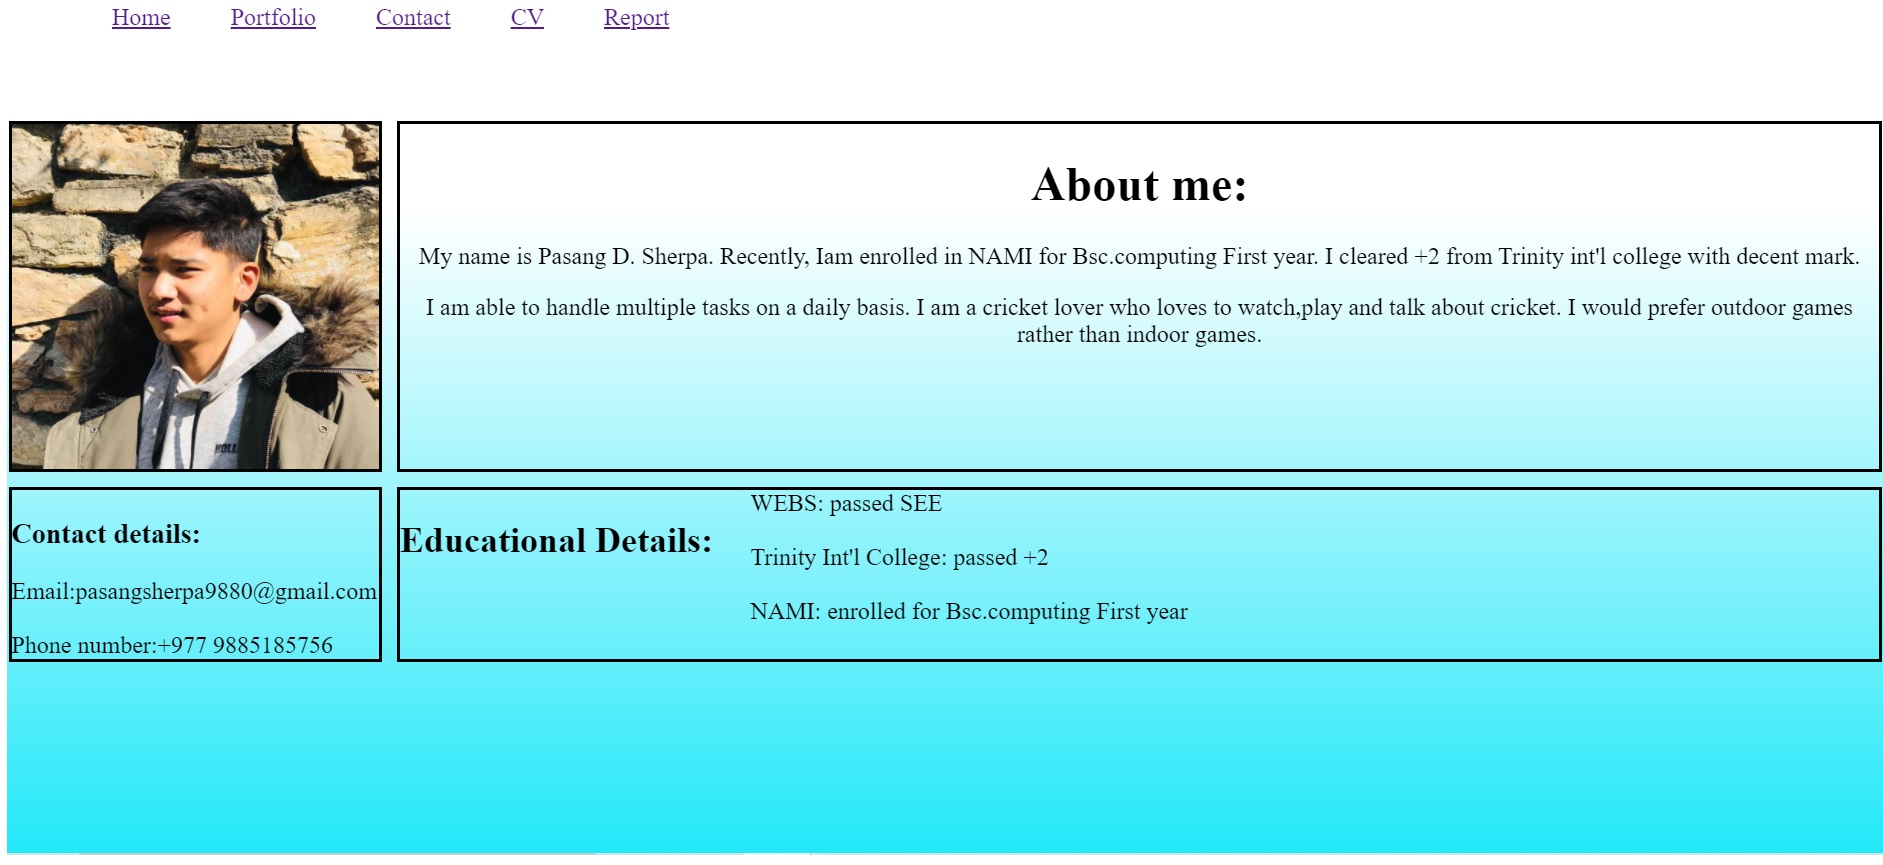 Home Portfolio Contact CV Report
About me:
My name is Pasang D. Sherpa. Recently, Iam enrolled in NAMI for Bsc.computing First year. I cleared +2 from Trinity int'l college with decent mark.
I am able to handle multiple tasks on a daily basis. I am a cricket lover who loves to watch,play and talk about cricket. I would prefer outdoor games
rather than indoor games.
HOLL
Contact details:
Email:pasangsherpa9880@gmail.com
Phone number:+977 9885185756
Educational Details:
WEBS: passed SEE
Trinity Int'l College: passed +2
NAMI: enrolled for Bsc.computing First year